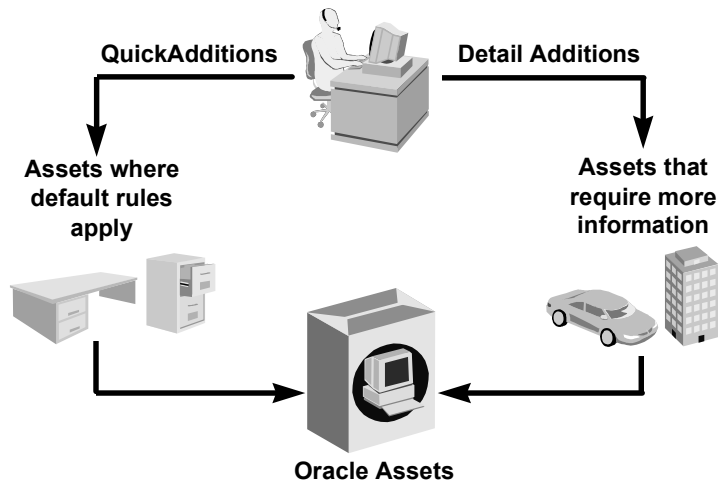 QuickAdditions
Detail Additions
Assets where
default rules
apply
Assets that
require more
information
Oracle Assets